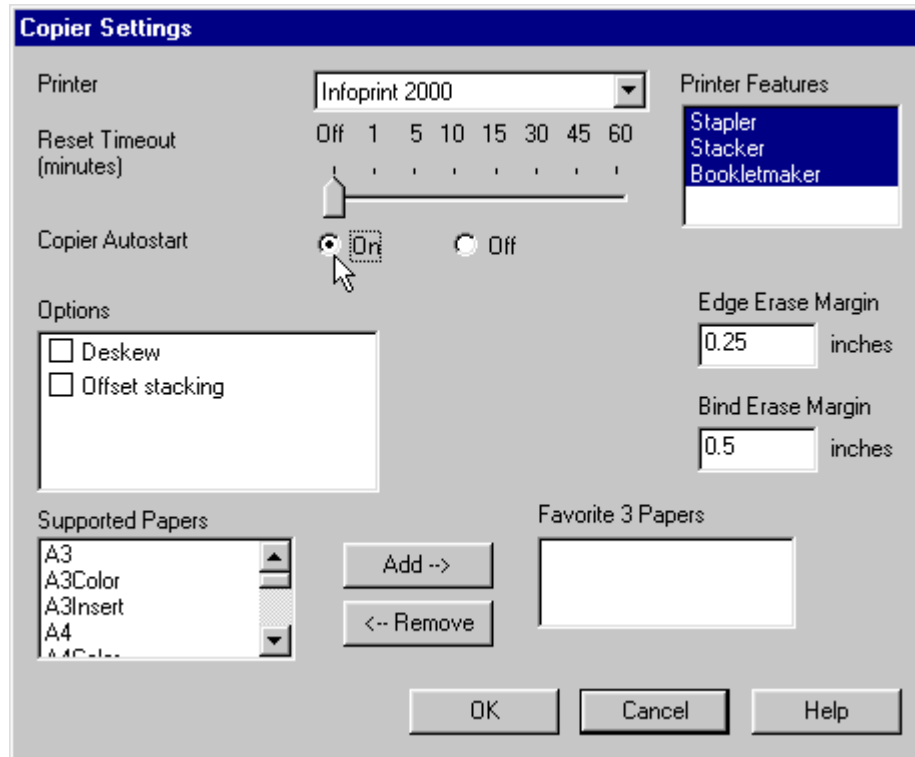 Copier Settings
Printer
Infoprint 2000
Printer Features
Stapler
Stacker
Bookletmaker
Reset Timeout
(minutes)
Off 1 5 10 15 30 45 60
Copier Autostart
On
Off
Options
Deskew
Offset stacking
Edge Erase Margin
0.25 inches
Bind Erase Margin
0.5 inches
Supported Papers
A3
A3Color
A3Insert
A4
A4Color
Add -->
<-- Remove
Favorite 3 Papers
OK
Cancel
Help